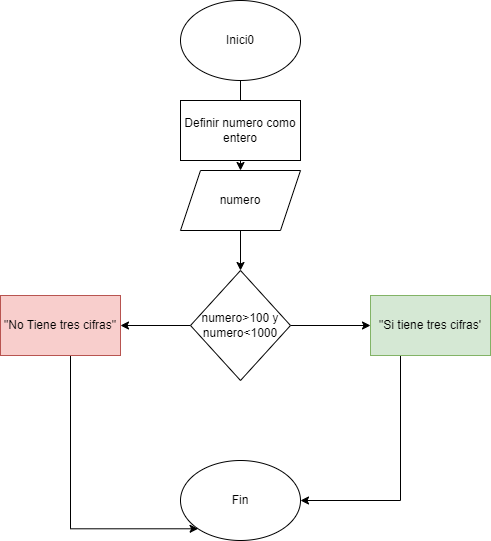 Inici0
Definir numero como
entero
numero
numero>100 y
numero<1000
"No Tiene tres cifras"
"Si tiene tres cifras'
Fin